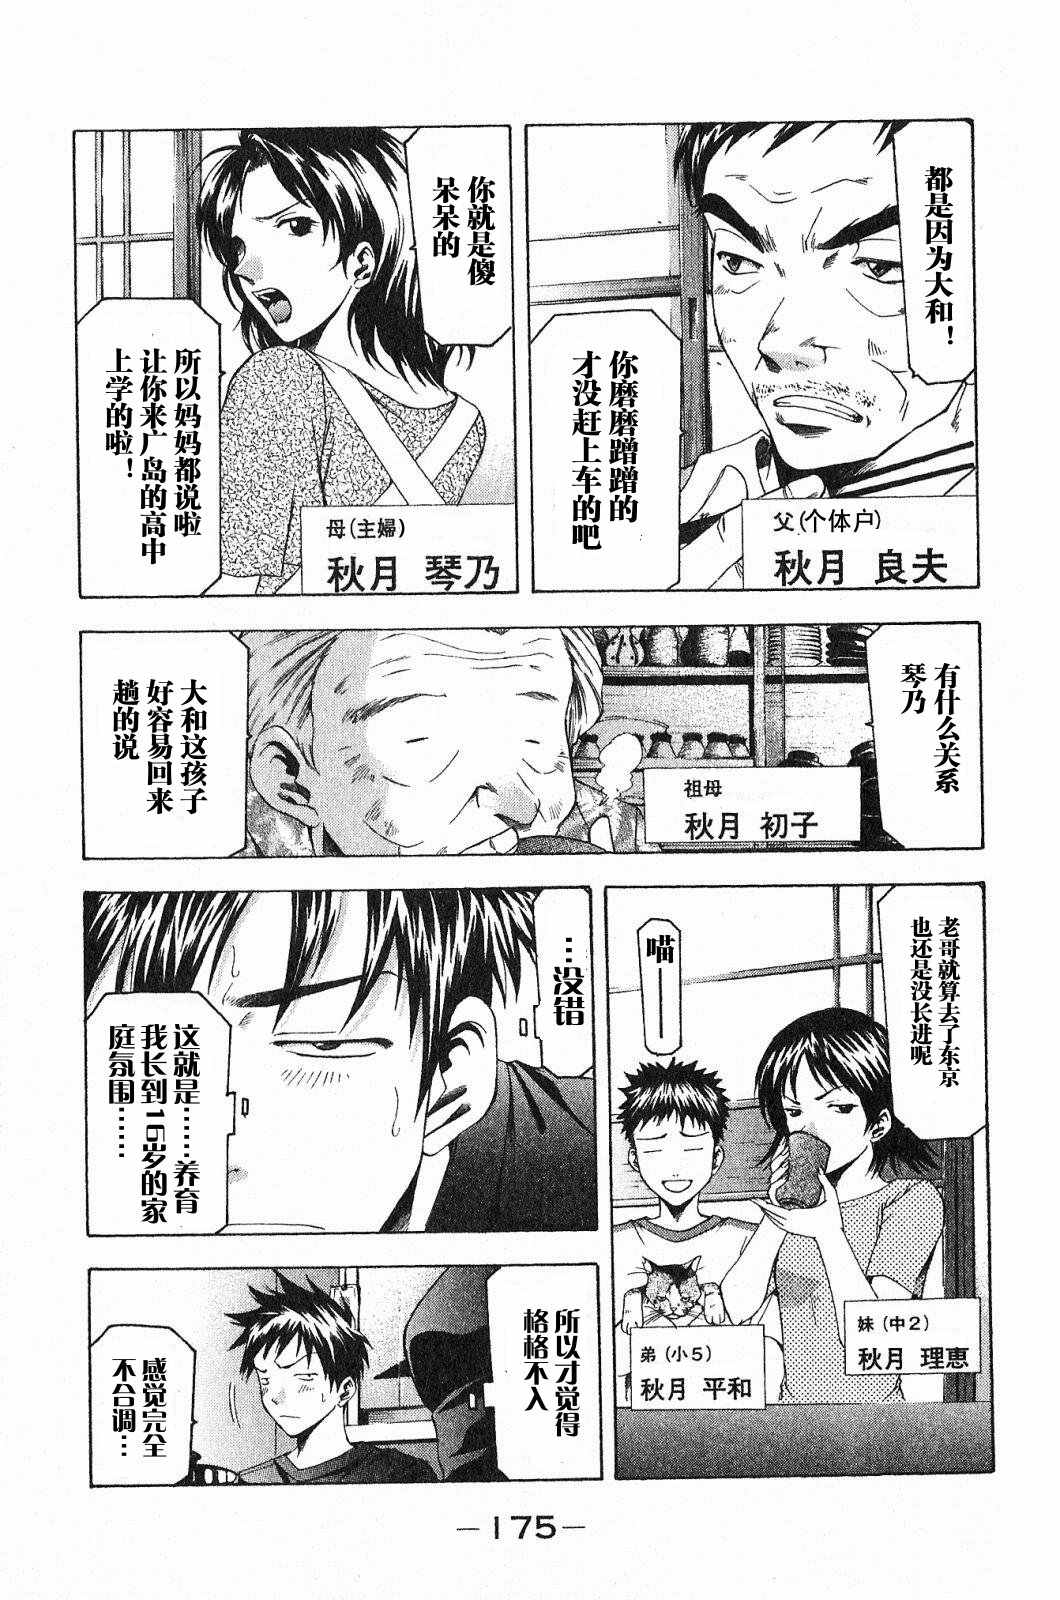 都是因为大和！
你磨磨蹭蹭的
才没赶上车的吧
父(个体户)
秋月 良夫
你就是傻
呆呆的
所以妈妈都说啦
让你来广岛的高中
上学的啦！
母(主婦)
秋月 琴乃
有什么关系
琴乃
祖母
秋月 初子
大和这孩子
好容易回来
趟的说
老哥就算去了东京
也还是没长进呢
喵——
妹(中2)
秋月 理恵
弟(小5)
秋月 平和
…没错
这就是……养育
我长到16岁的家
庭氛围……
所以才觉得
格格不入
感觉完全
不合调…
—175—